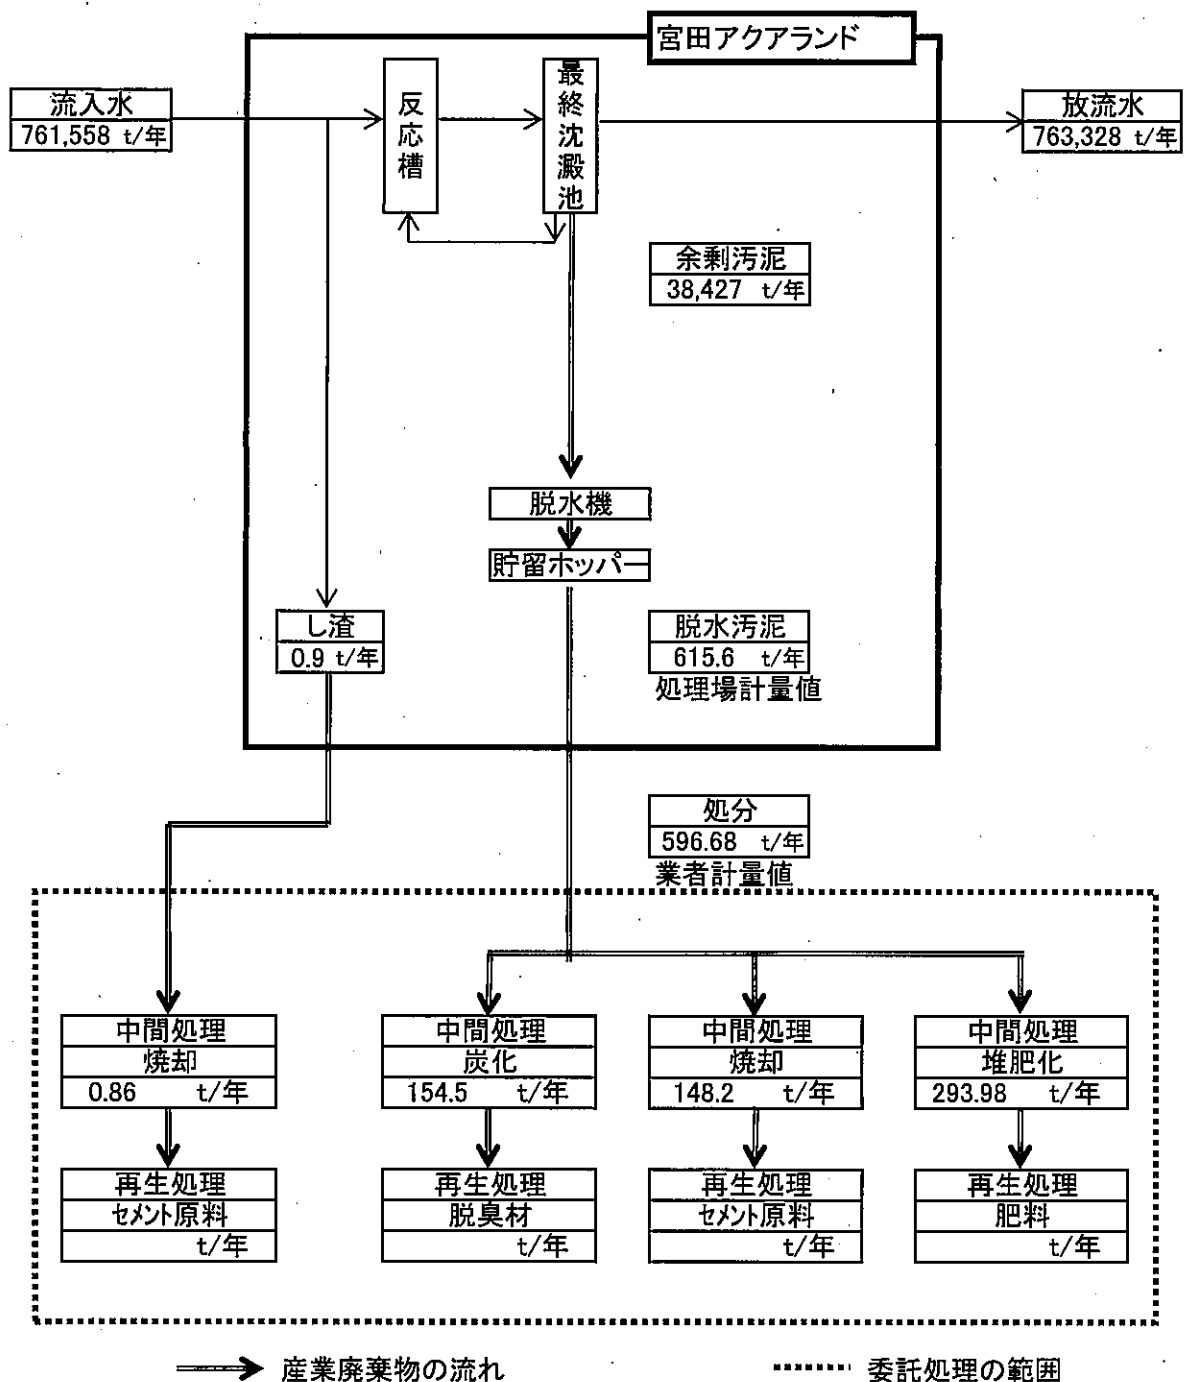 宮田アクアランド
流入水
761,558 t/年
反応槽
最終沈澱池
放流水
763,328 t/年
余剰汚泥
38,427 t/年
脱水機
貯留ホッパー
し渣
0.9 t/年
脱水汚泥
615.6 t/年
処理場計量値
処分
596.68 t/年
業者計量値
中間処理
焼却
0.86 t/年
中間処理
炭化
154.5 t/年
中間処理
焼却
148.2 t/年
中間処理
堆肥化
293.98 t/年
再生処理
セメント原料
t/年
再生処理
脱臭材
t/年
再生処理
セメント原料
t/年
再生処理
肥料
t/年
産業廃棄物の流れ
委託処理の範囲